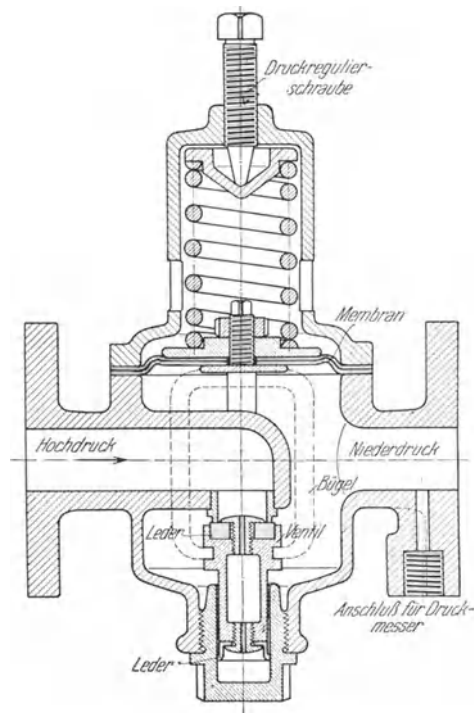 Druckregulier-
schraube
Membran
Hochdruck
Niederdruck
Bügel
Leder
Ventil
Anschluß für Druck-
messer
Leder